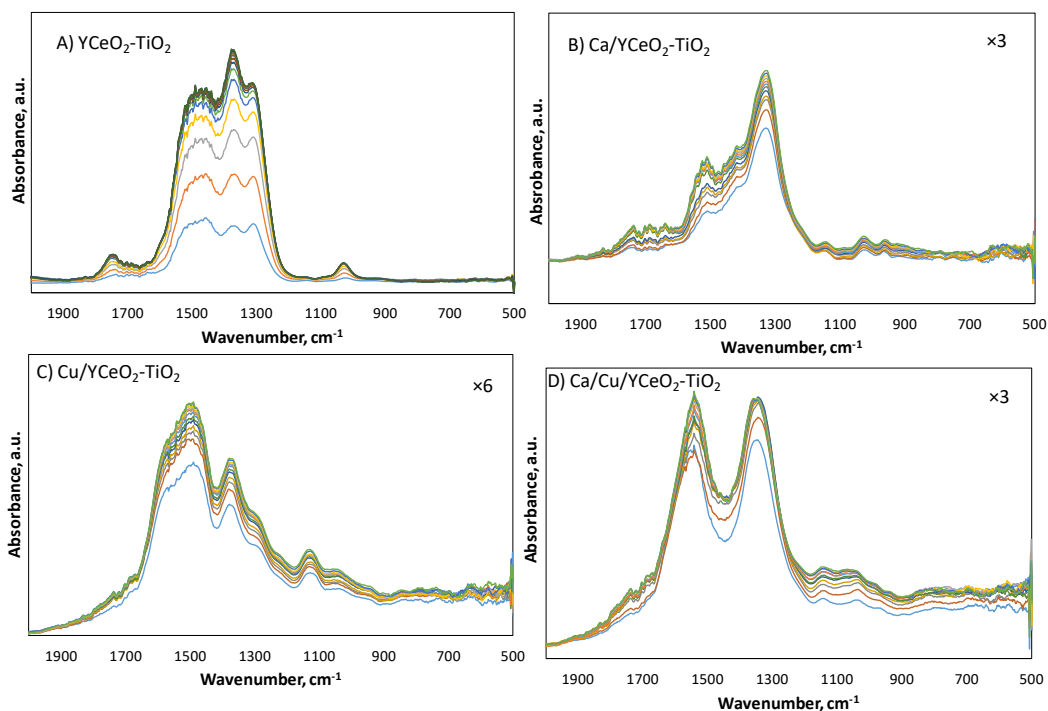 A) YCeO2-TiO2
Absorbance, a.u.
1900 1700 1500 1300 1100 900 700 500
Wavenumber, cm-1
B) Ca/YCeO2-TiO2
×3
Absrobance, a.u.
1900 1700 1500 1300 1100 900 700 500
Wavenumber, cm-1
C) Cu/YCeO2-TiO2
×6
Absorbance, a.u.
1900 1700 1500 1300 1100 900 700 500
Wavenumber, cm-1
D) Ca/Cu/YCeO2-TiO2
×3
Absorbance, a.u.
1900 1700 1500 1300 1100 900 700 500
Wavenumber, cm-1